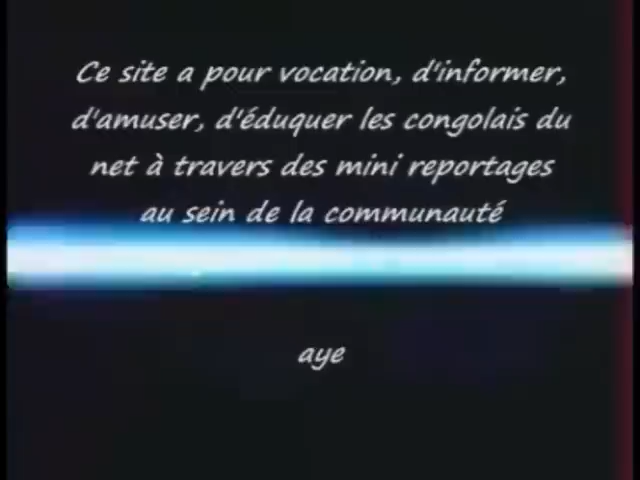 Ce site a pour vocation, d'informer,
d'amuser, d'éduquer les congolais du
net à travers des mini reportages
au sein de la communauté
aye